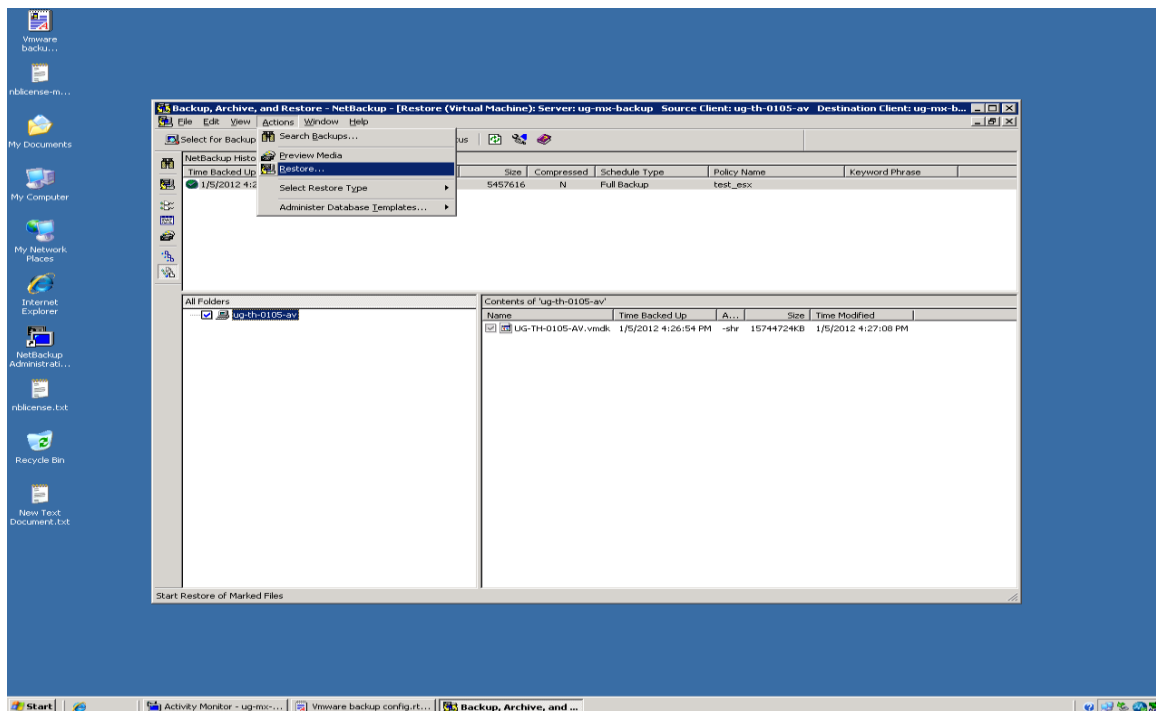 Vmware
backu...
nblicense-m...
My Documents
My Computer
My Network
Places
Internet
Explorer
NetBackup
Administrati...
nblicense.txt
Recycle Bin
New Text
Document.txt
Backup, Archive, and Restore - NetBackup - [Restore (Virtual Machine): Server: ug-mx-backup Source Client: ug-th-0105-av Destination Client: ug-mx-b...
File Edit View Actions Window Help
Select for Backup
us
Search Backups...
Preview Media
Restore...
Select Restore Type
Administer Database Templates...
NetBackup Histo
Time Backed Up Size Compressed Schedule Type Policy Name Keyword Phrase
1/5/2012 4:2 5457616 N Full Backup test_esx
All Folders
ug-th-0105-av
Contents of 'ug-th-0105-av'
Name Time Backed Up A... Size Time Modified
UG-TH-0105-AV.vmdk 1/5/2012 4:26:54 PM -shr 15744724KB 1/5/2012 4:27:08 PM
Start Restore of Marked Files
Start Activity Monitor - ug-mx-... Vmware backup config.rt... Backup, Archive, and ...